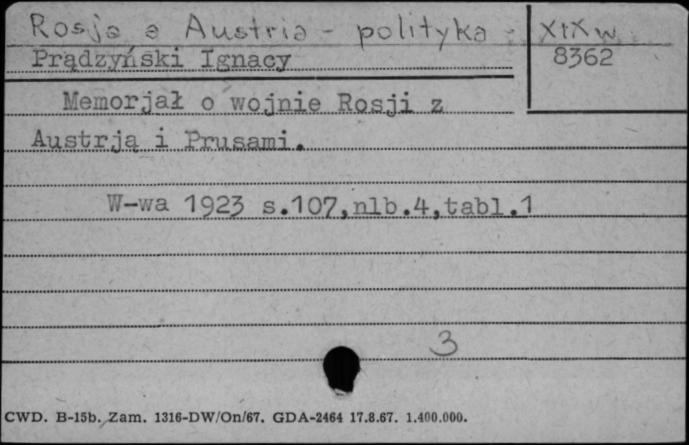 Rosja a Austria - polityka - XIX w.
Prądzyński Ignacy 8362
Memorjał o wojnie Rosji z
Austrją i Prusami.
W-wa 1923 s.107,nlb.4,tabl.1
3
CWD. B-15b. Zam. 1316-DW/On/67. GDA-2464 17.8.67. 1.400.000.